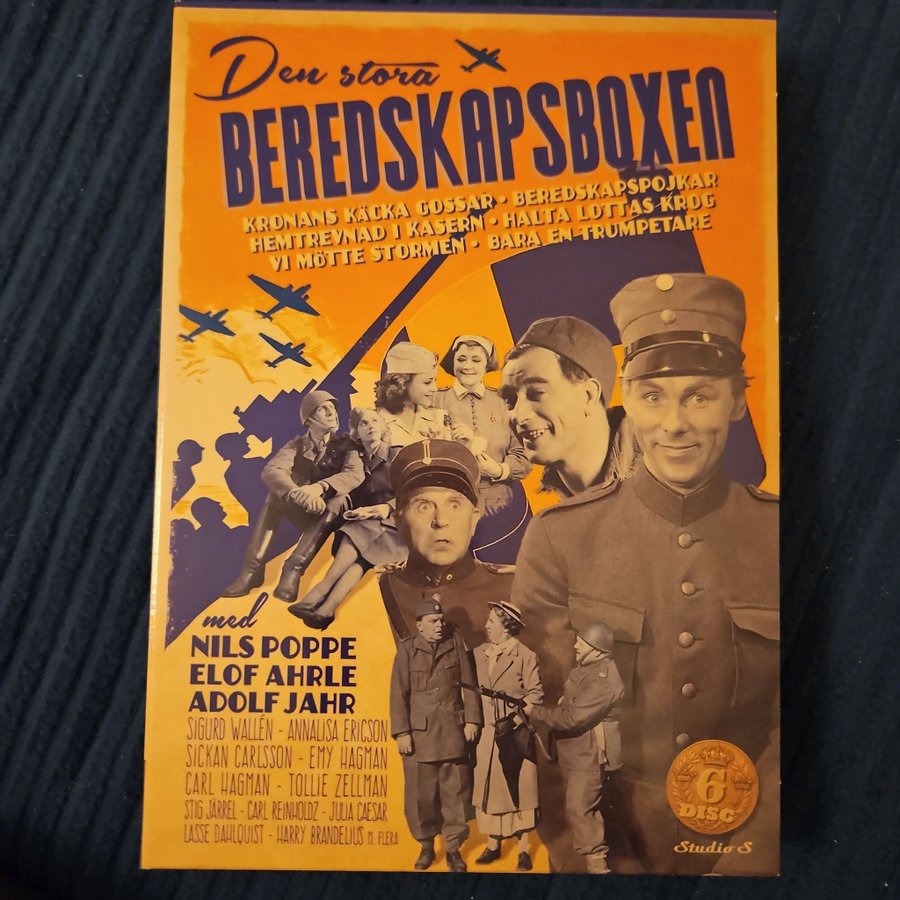 Den stora
BEREDSKAPSBOXEN
KRONANS KÄCKA GOSSAR · BEREDSKAPSPOJKAR
HEMTREVNAD I KASERN · HALTA LOTTAS KROG
VI MÖTTE STORMEN · BARA EN TRUMPETARE
med
NILS POPPE
ELOF AHRLE
ADOLF JAHR
SIGURD WALLÉN - ANNALISA ERICSON
SICKAN CARLSSON - EMY HAGMAN
CARL HAGMAN - TOLLIE ZELLMAN
STIG JÄRREL - CARL REINHOLDZ - JULIA CAESAR
LASSE DAHLQUIST - HARRY BRANDELIUS M. FLERA
6
DISC
Studio S